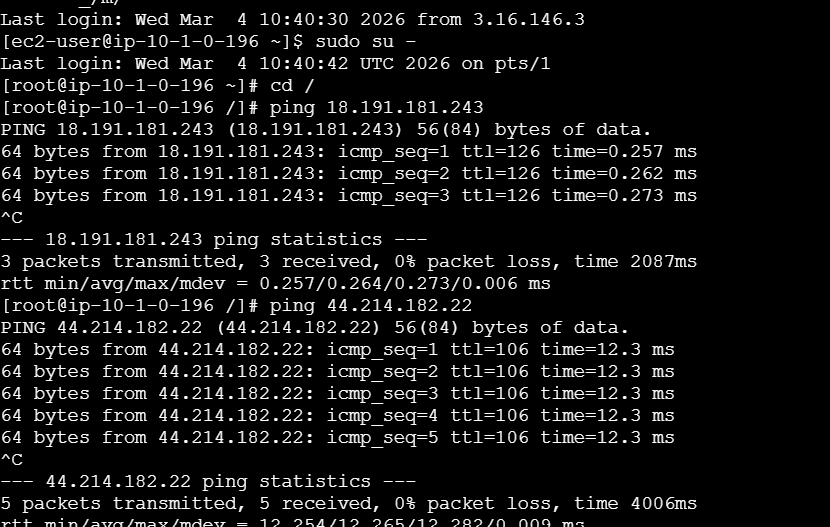 _/m/
Last login: Wed Mar  4 10:40:30 2026 from 3.16.146.3
[ec2-user@ip-10-1-0-196 ~]$ sudo su -
Last login: Wed Mar  4 10:40:42 UTC 2026 on pts/1
[root@ip-10-1-0-196 ~]# cd /
[root@ip-10-1-0-196 /]# ping 18.191.181.243
PING 18.191.181.243 (18.191.181.243) 56(84) bytes of data.
64 bytes from 18.191.181.243: icmp_seq=1 ttl=126 time=0.257 ms
64 bytes from 18.191.181.243: icmp_seq=2 ttl=126 time=0.262 ms
64 bytes from 18.191.181.243: icmp_seq=3 ttl=126 time=0.273 ms
^C
--- 18.191.181.243 ping statistics ---
3 packets transmitted, 3 received, 0% packet loss, time 2087ms
rtt min/avg/max/mdev = 0.257/0.264/0.273/0.006 ms
[root@ip-10-1-0-196 /]# ping 44.214.182.22
PING 44.214.182.22 (44.214.182.22) 56(84) bytes of data.
64 bytes from 44.214.182.22: icmp_seq=1 ttl=106 time=12.3 ms
64 bytes from 44.214.182.22: icmp_seq=2 ttl=106 time=12.3 ms
64 bytes from 44.214.182.22: icmp_seq=3 ttl=106 time=12.3 ms
64 bytes from 44.214.182.22: icmp_seq=4 ttl=106 time=12.3 ms
64 bytes from 44.214.182.22: icmp_seq=5 ttl=106 time=12.3 ms
^C
--- 44.214.182.22 ping statistics ---
5 packets transmitted, 5 received, 0% packet loss, time 4006ms
rtt min/avg/max/mdev = 12.254/12.265/12.282/0.009 ms